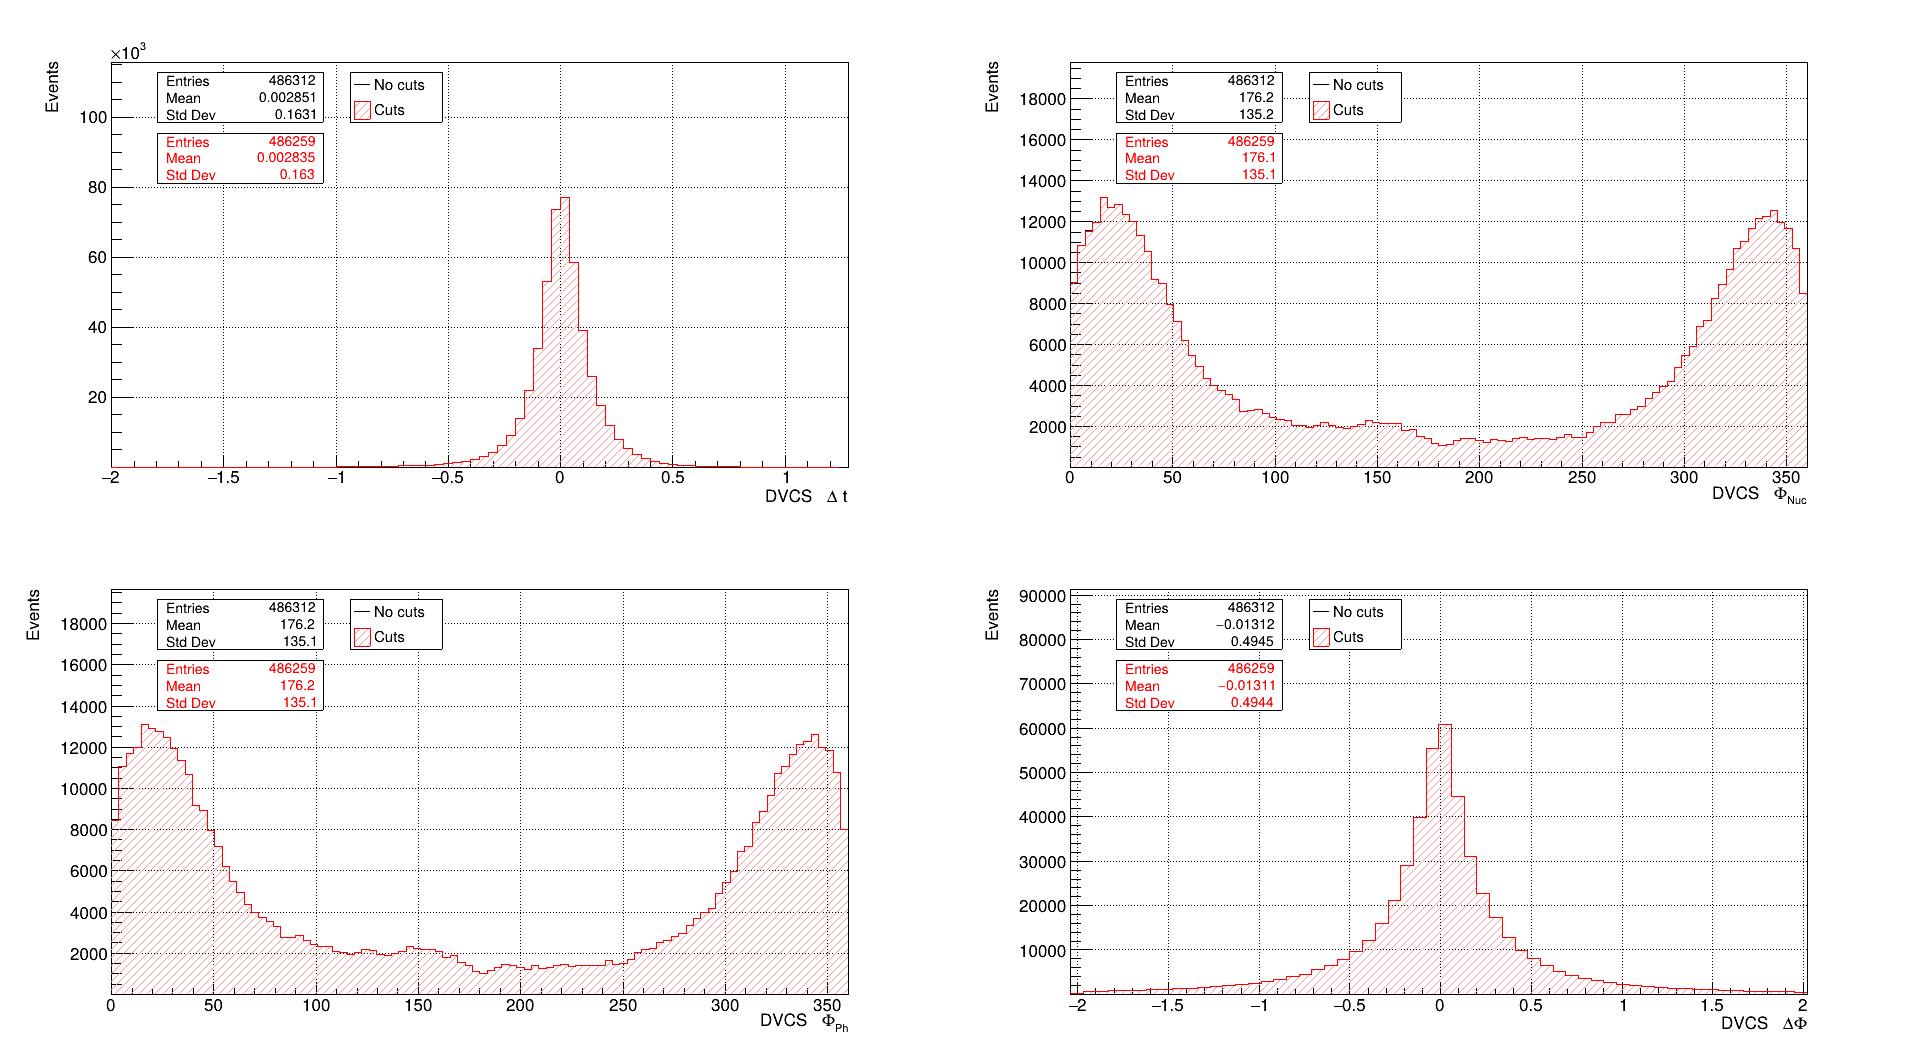 ×10³
Events
Entries 486312
Mean 0.002851
Std Dev 0.1631
Entries 486259
Mean 0.002835
Std Dev 0.163
No cuts
Cuts
100
80
60
40
20
−2 −1.5 −1 −0.5 0 0.5 1
DVCS Δ t
Events
Entries 486312
Mean 176.2
Std Dev 135.2
Entries 486259
Mean 176.1
Std Dev 135.1
No cuts
Cuts
18000
16000
14000
12000
10000
8000
6000
4000
2000
0 50 100 150 200 250 300 350
DVCS Φ_Nuc
Events
Entries 486312
Mean 176.2
Std Dev 135.1
Entries 486259
Mean 176.2
Std Dev 135.1
No cuts
Cuts
18000
16000
14000
12000
10000
8000
6000
4000
2000
0 50 100 150 200 250 300 350
DVCS Φ_Ph
Events
Entries 486312
Mean −0.01312
Std Dev 0.4945
Entries 486259
Mean −0.01311
Std Dev 0.4944
No cuts
Cuts
90000
80000
70000
60000
50000
40000
30000
20000
10000
−2 −1.5 −1 −0.5 0 0.5 1 1.5 2
DVCS ΔΦ